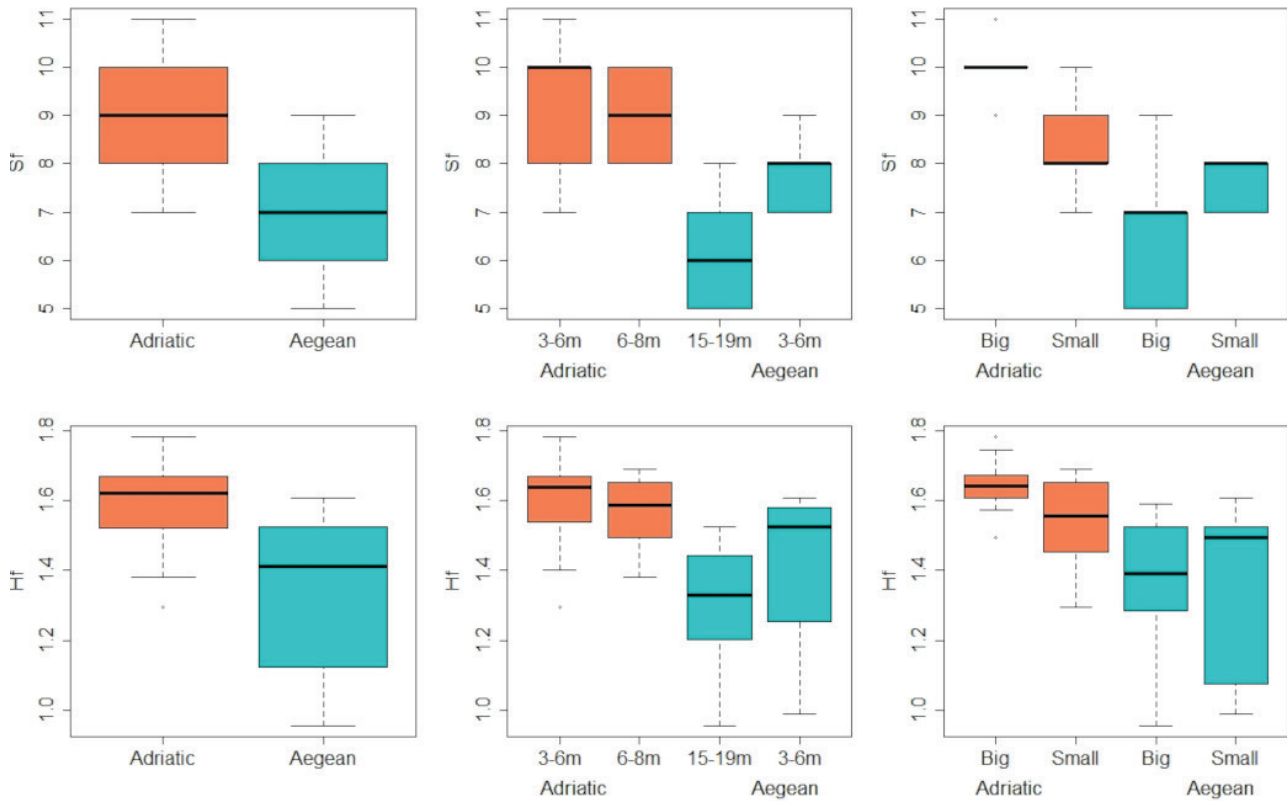 Sf
11
10
9
8
7
6
5
Adriatic Aegean
Sf
11
10
9
8
7
6
5
3-6m 6-8m 15-19m 3-6m
Adriatic Aegean
Sf
11
10
9
8
7
6
5
Big Small Big Small
Adriatic Aegean
Hf
1.8
1.6
1.4
1.2
1.0
Adriatic Aegean
Hf
1.8
1.6
1.4
1.2
1.0
3-6m 6-8m 15-19m 3-6m
Adriatic Aegean
Hf
1.8
1.6
1.4
1.2
1.0
Big Small Big Small
Adriatic Aegean